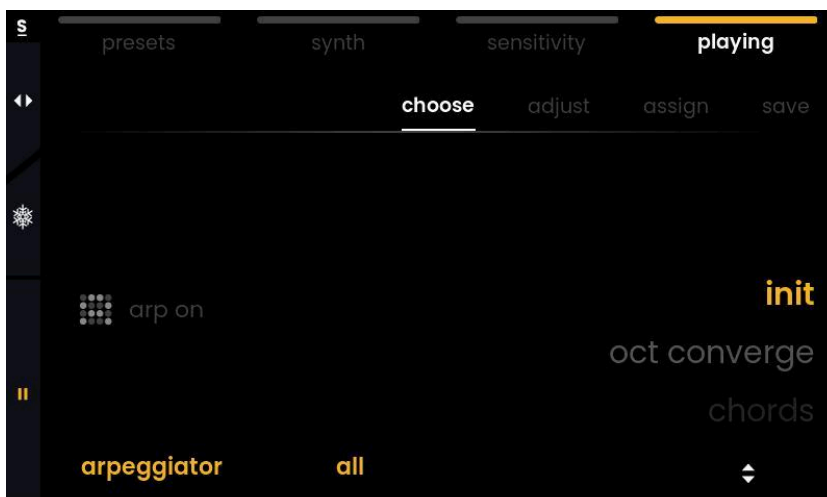 S
presets synth sensitivity playing
choose adjust assign save
init
arp on
oct converge
chords
arpeggiator all